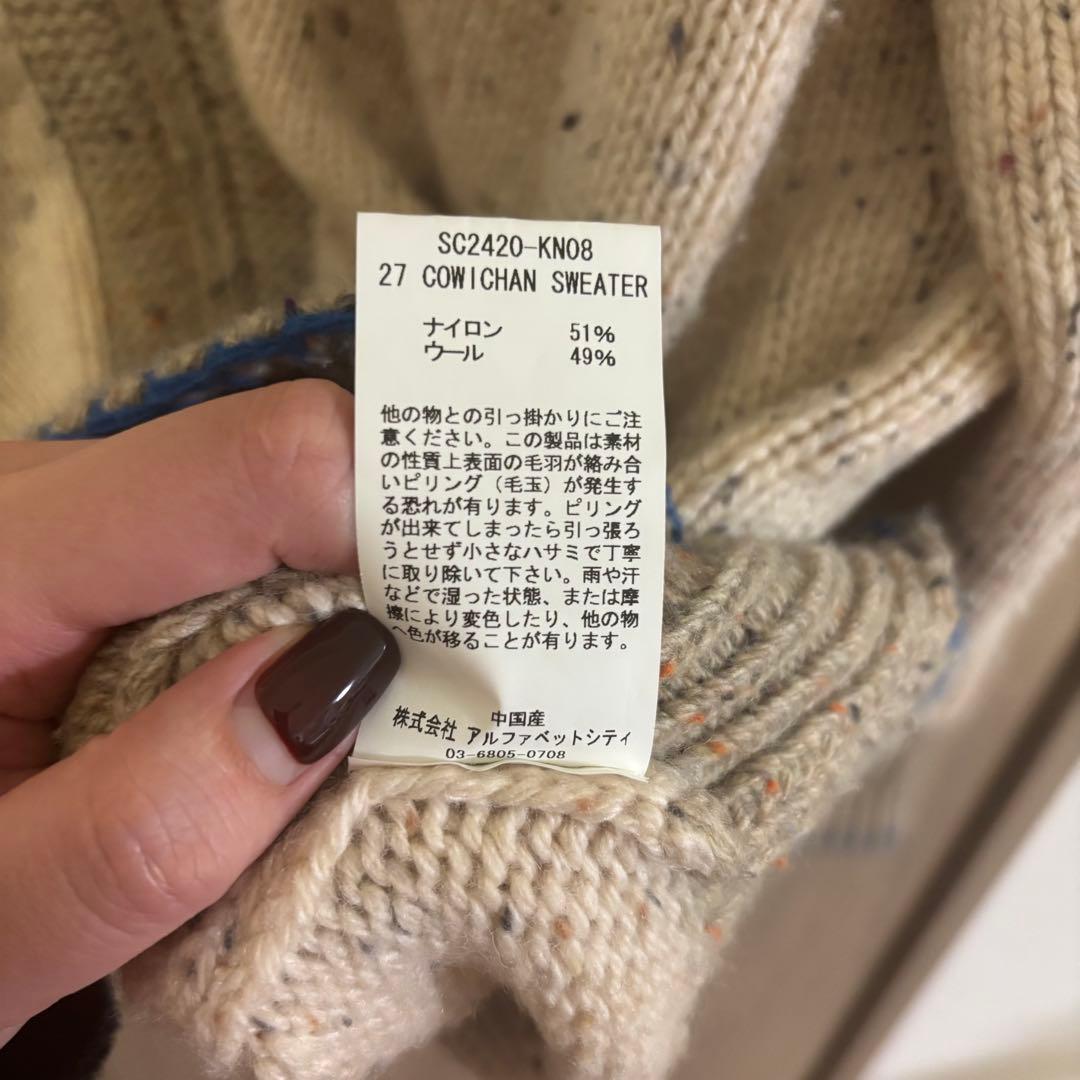 SC2420-KN08
27 COWICHAN SWEATER
ナイロン 51%
ウール 49%
他の物との引っ掛かりにご注
意ください。この製品は素材
の性質上表面の毛羽が絡み合
いピリング（毛玉）が発生す
る恐れが有ります。ピリング
が出来てしまったら引っ張ろ
うとせず小さなハサミで丁寧
に取り除いて下さい。雨や汗
などで湿った状態、または摩
擦により変色したり、他の物
へ色が移ることが有ります。
中国産
株式会社 アルファベットシティ
03-6805-0708